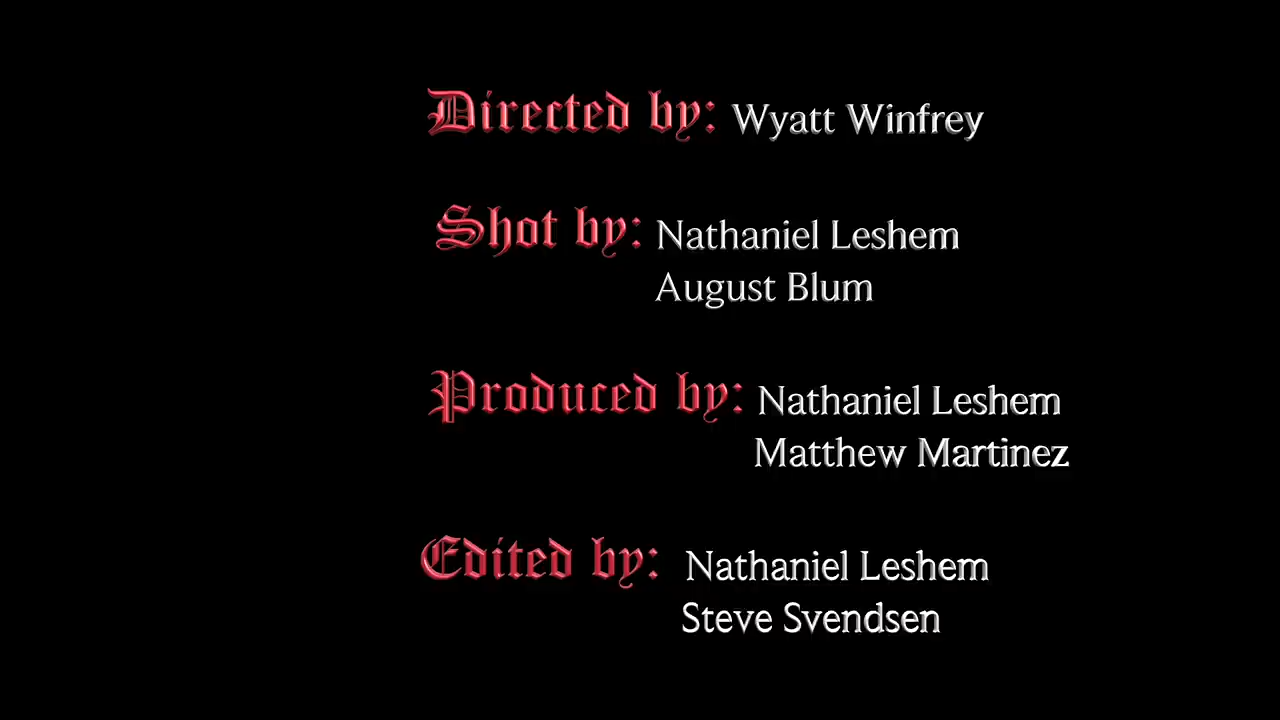 Directed by: Wyatt Winfrey
Shot by: Nathaniel Leshem
August Blum
Produced by: Nathaniel Leshem
Matthew Martinez
Edited by: Nathaniel Leshem
Steve Svendsen